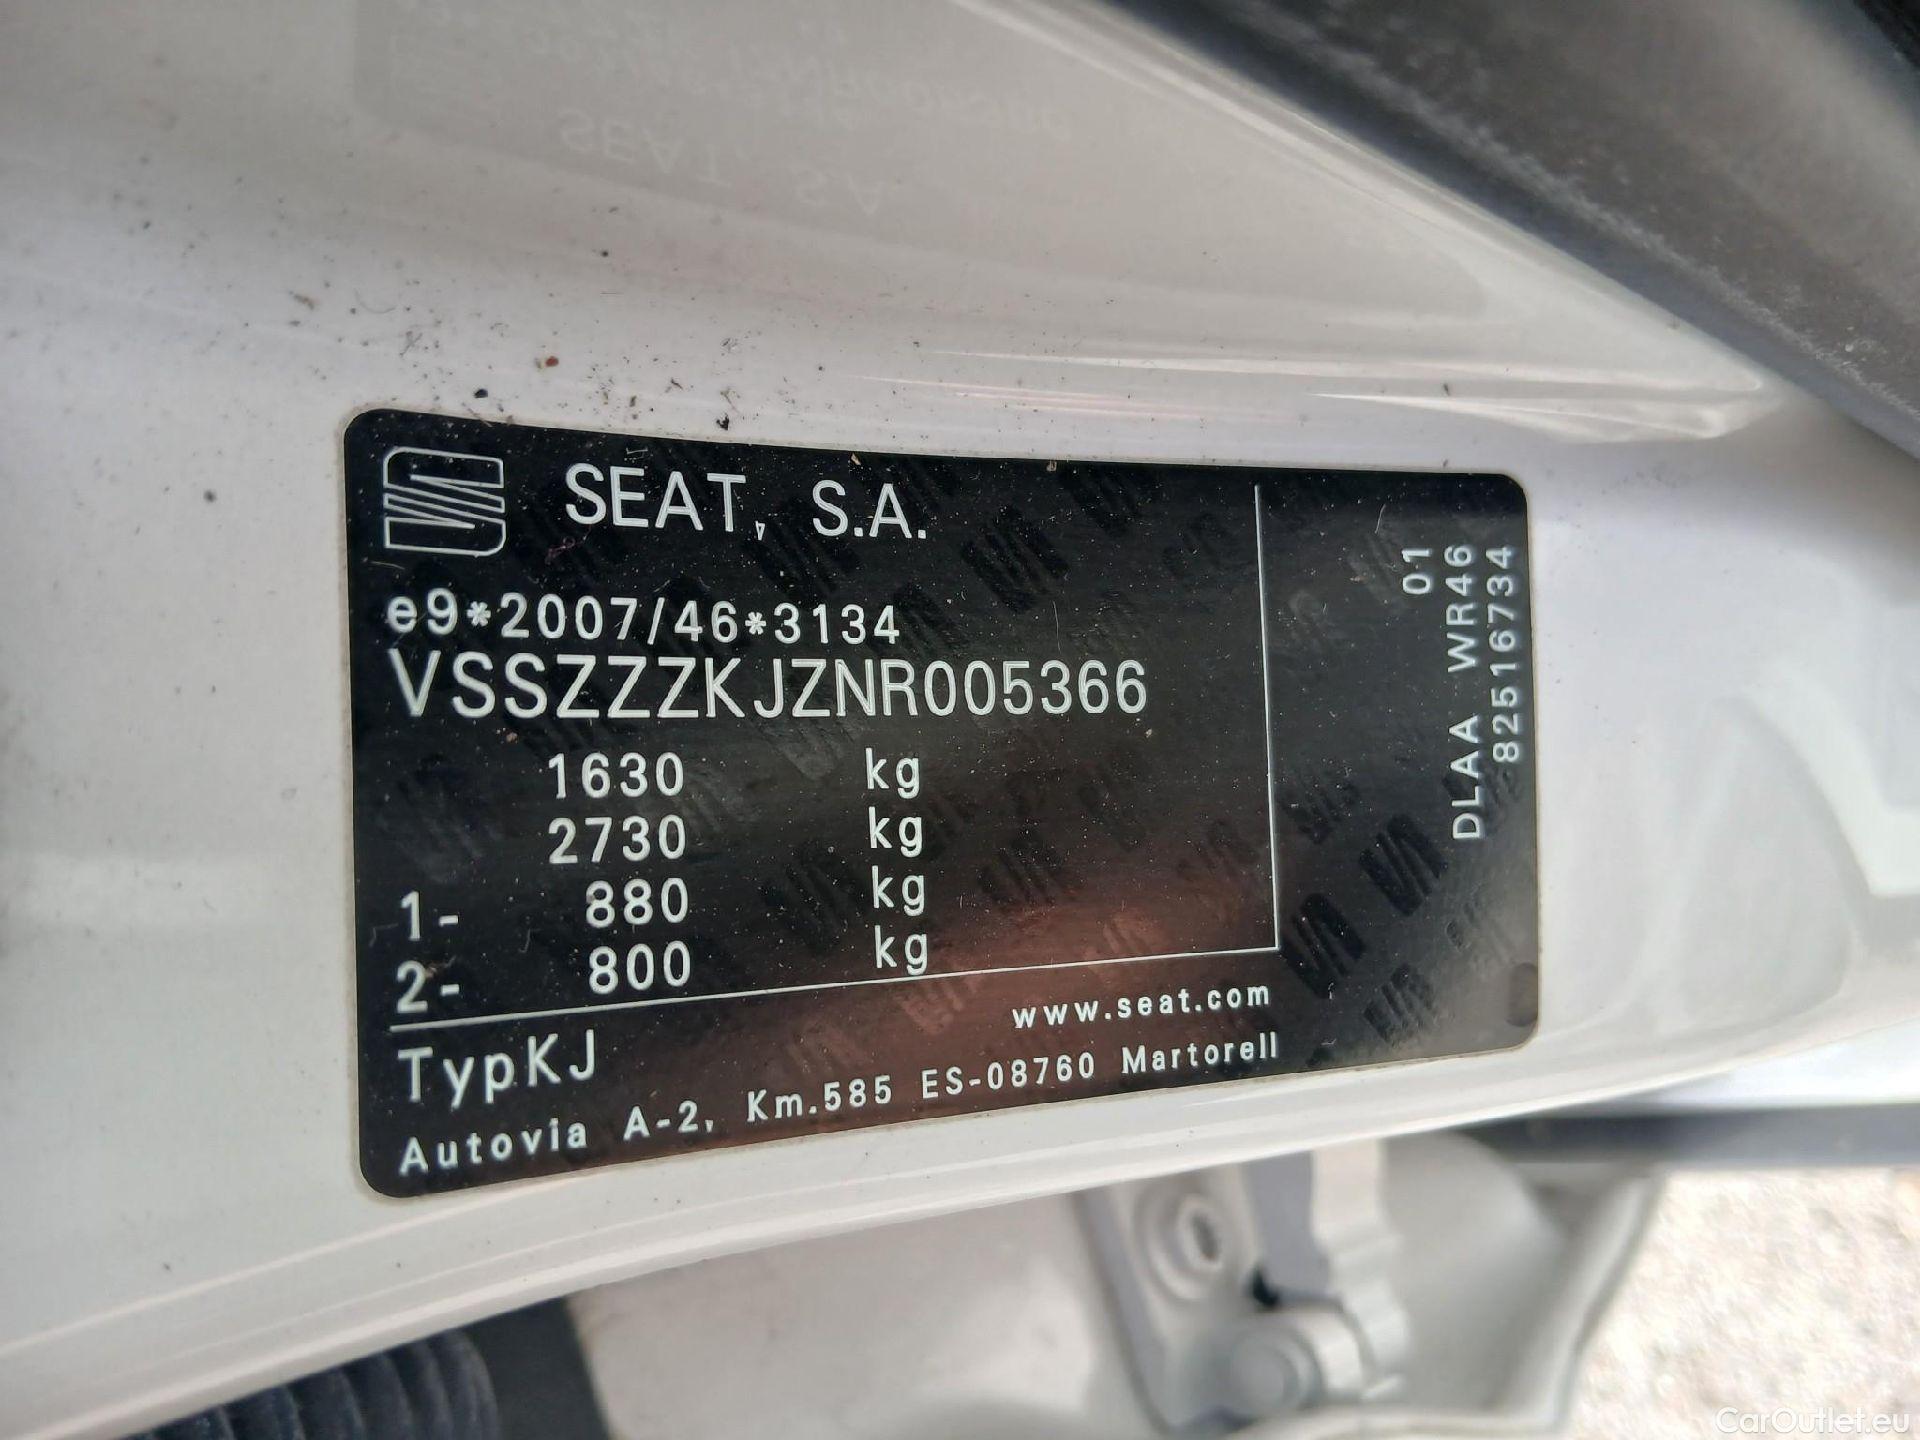 SEAT, S.A.
e9*2007/46*3134
VSSZZZKJZNR005366
1630 kg
2730 kg
1- 880 kg
2- 800 kg
TypKJ
www.seat.com
Autovia A-2, Km.585 ES-08760 Martorell
01
DLAA WR46
82516734
CarOutlet.eu